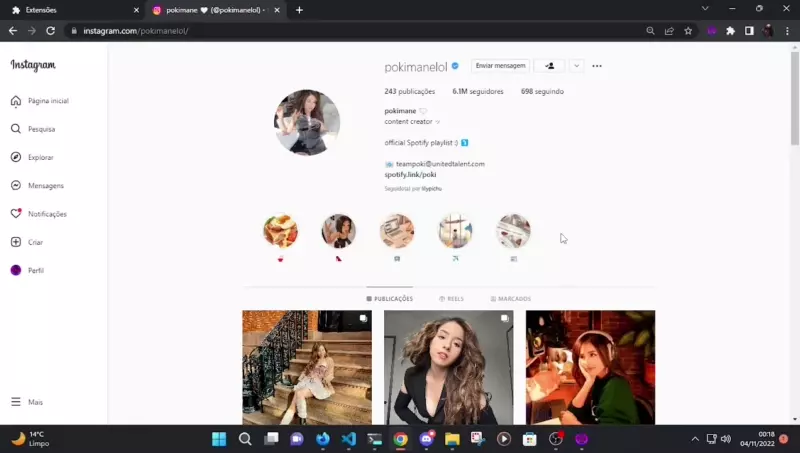 Extensões
pokimane 🤍 (@pokimanelol) •
instagram.com/pokimanelol/
Instagram
Página inicial
Pesquisa
Explorar
Mensagens
Notificações
Criar
Perfil
Mais
pokimanelol
Enviar mensagem
243 publicações 6.1M seguidores 698 seguindo
pokimane ♡
content creator
official Spotify playlist :) ⤵️
📧 teampoki@unitedtalent.com
spotify.link/poki
Seguido(a) por lilypichu
PUBLICAÇÕES REELS MARCADOS
14°C
Limpo
00:18
04/11/2022